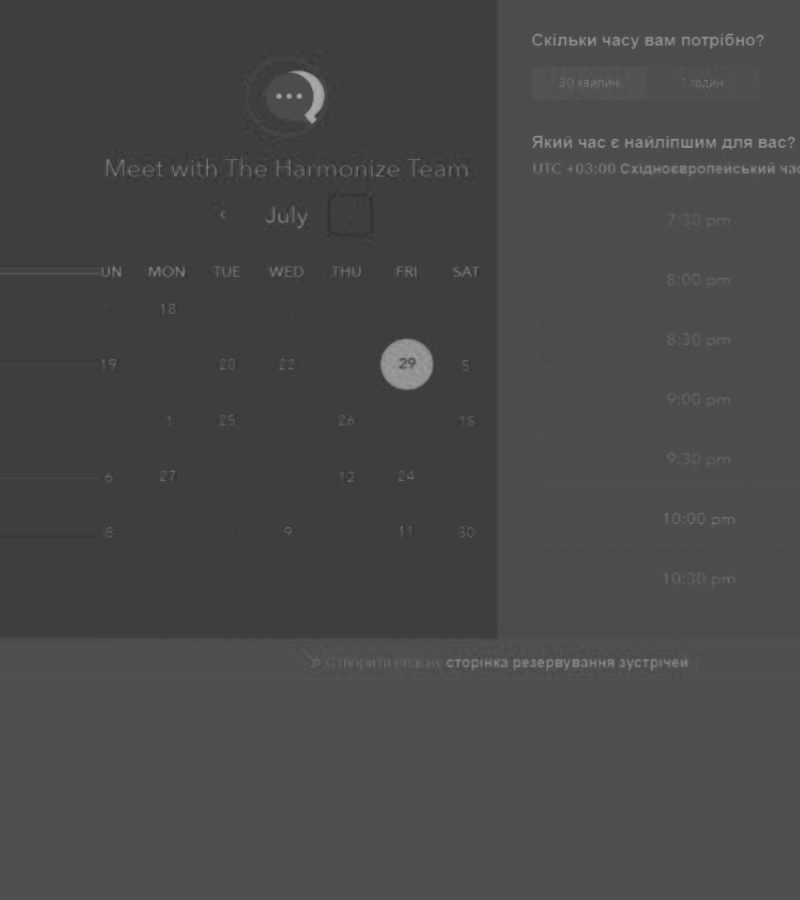 Meet with The Harmonize Team
July
UN MON TUE WED THU FRI SAT
18
19 20 22 29 5
1 25 26 15
6 27 12 24
8 9 11 30
Скільки часу вам потрібно?
30 хвилин 1 годин
Який час є найліпшим для вас?
UTC +03:00 Східноєвропейський час
7:30 pm
8:00 pm
8:30 pm
9:00 pm
9:30 pm
10:00 pm
10:30 pm
Створити власну сторінка резервування зустрічей